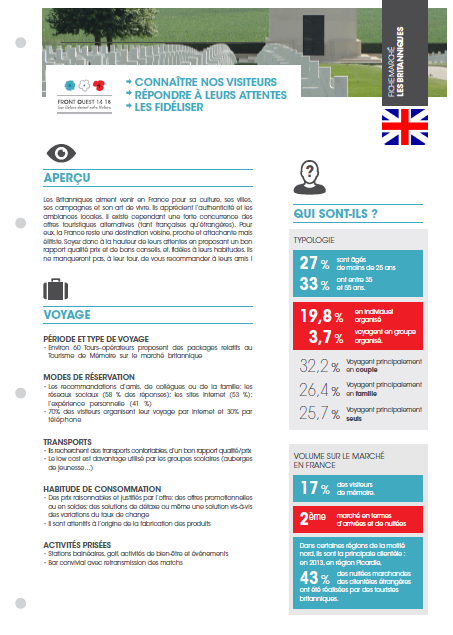 FICHE MARCHÉ
LES BRITANNIQUES
CONNAÎTRE NOS VISITEURS
RÉPONDRE À LEURS ATTENTES
LES FIDÉLISER
FRONT OUEST 14 18
APERÇU
Les Britanniques aiment venir en France pour sa culture, ses villes,
ses campagnes et son art de vivre. Ils apprécient l'authenticité et les
ambiances locales. Il existe cependant une forte concurrence des
offres touristiques alternatives (tant françaises qu'étrangères). Pour
eux, la France reste une destination voisine, proche et attachante mais
élitiste. Soyez donc à la hauteur de leurs attentes en proposant un bon
rapport qualité prix et de bons conseils, et, fidèles à leurs habitudes, ils
ne manqueront pas, à leur tour, de vous recommander à leurs amis !
VOYAGE
PÉRIODE ET TYPE DE VOYAGE
- Environ 60 Tours-opérateurs proposent des packages relatifs au
Tourisme de Mémoire sur le marché britannique
MODES DE RÉSERVATION
- Les recommandations d'amis, de collègues ou de la famille; les
réseaux sociaux (58 % des réponses); les sites internet (53 %);
l'expérience personnelle (41 %)
- 70% des visiteurs organisent leur voyage par internet et 30% par
téléphone
TRANSPORTS
- Ils recherchent des transports confortables, d'un bon rapport qualité/prix
- Le low cost est davantage utilisé par les groupes scolaires (auberges
de jeunesse...)
HABITUDE DE CONSOMMATION
- Des prix raisonnables et justifiés par l'offre; des offres promotionnelles
ou en soldes; des solutions de détaxe ou même une solution vis-à-vis
des variations du taux de change
- Il sont attentifs à l'origine de la fabrication des produits
ACTIVITÉS PRISÉES
- Stations balnéaires, golf, activités de bien-être et événements
- Bar convivial avec retransmission des matchs
QUI SONT-ILS ?
TYPOLOGIE
27 % sont âgés
de moins de 25 ans
33 % ont entre 35
et 55 ans.
19,8 % en individuel
organisé
3,7 % voyagent en groupe
organisé.
32,2 % Voyagent principalement
en couple
26,4 % Voyagent principalement
en famille
25,7 % Voyagent principalement
seuls
VOLUME SUR LE MARCHÉ
EN FRANCE
17 % des visiteurs
de mémoire.
2ème marché en termes
d'arrivées et de nuitées
Dans certaines régions de la moitié
nord, ils sont la principale clientèle :
en 2013, en région Picardie,
43 % des nuitées marchandes
des clientèles étrangères
ont été réalisées par des touristes
britanniques.